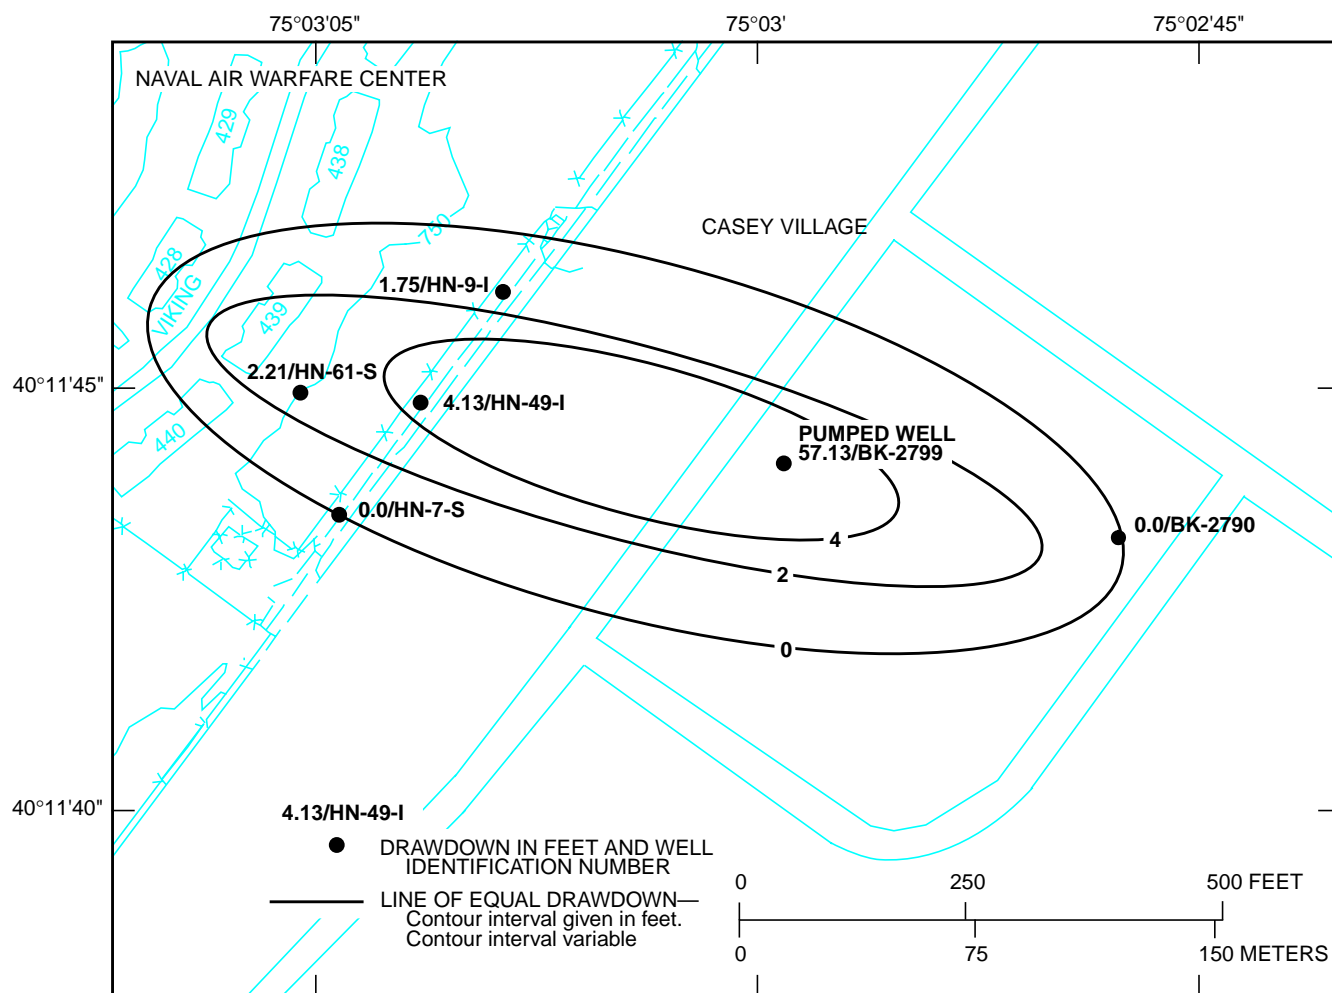 75°03'05"
75°03'
75°02'45"
NAVAL AIR WARFARE CENTER
429
438
750
CASEY VILLAGE
428
VIKING
439
1.75/HN-9-I
40°11'45"
2.21/HN-61-S
4.13/HN-49-I
440
PUMPED WELL
57.13/BK-2799
0.0/HN-7-S
0.0/BK-2790
4
2
0
40°11'40"
4.13/HN-49-I
DRAWDOWN IN FEET AND WELL
IDENTIFICATION NUMBER
LINE OF EQUAL DRAWDOWN—
Contour interval given in feet.
Contour interval variable
0 250 500 FEET
0 75 150 METERS